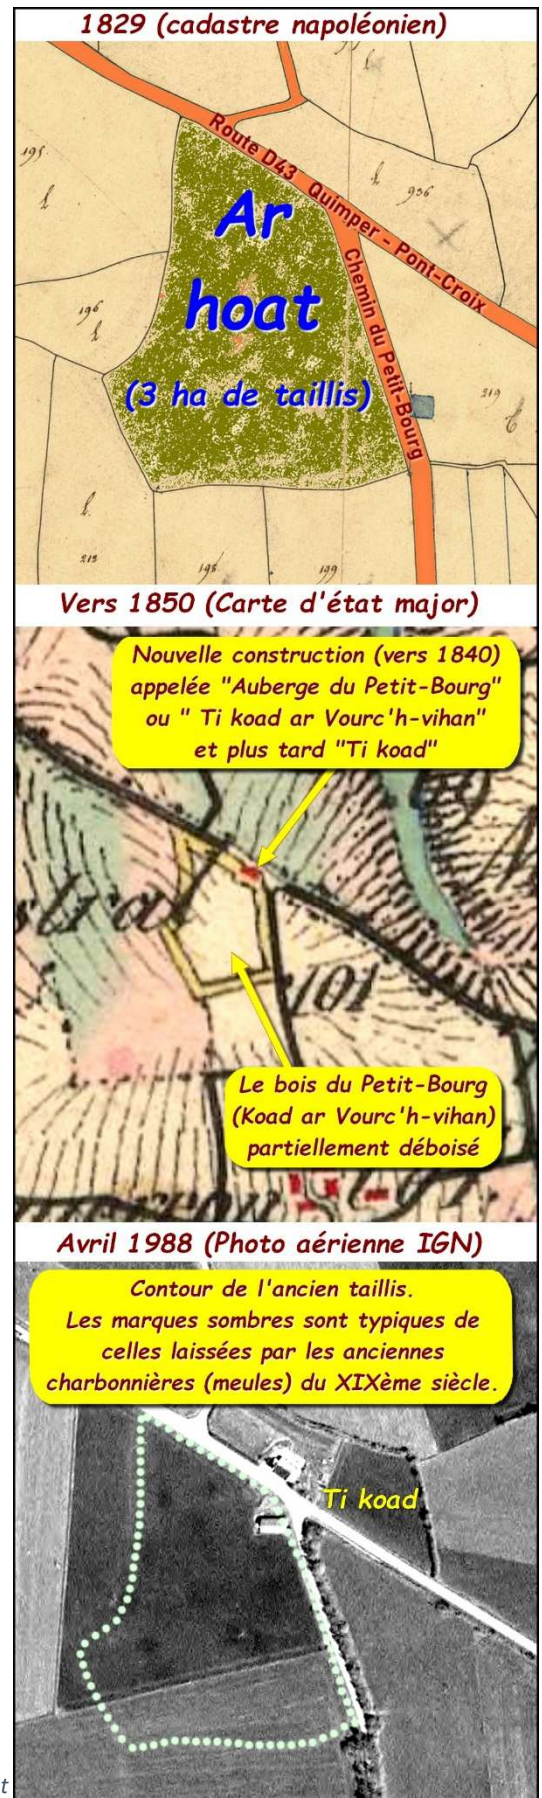 1829 (cadastre napoléonien)
Route D43 Quimper - Pont-Croix
195
936
Ar
hoat
(3 ha de taillis)
Chemin du Petit-Bourg
196
219
213
198
199
Vers 1850 (Carte d'état major)
Nouvelle construction (vers 1840)
appelée "Auberge du Petit-Bourg"
ou " Ti koad ar Vourc'h-vihan"
et plus tard "Ti koad"
101
Le bois du Petit-Bourg
(Koad ar Vourc'h-vihan)
partiellement déboisé
Avril 1988 (Photo aérienne IGN)
Contour de l'ancien taillis.
Les marques sombres sont typiques de
celles laissées par les anciennes
charbonnières (meules) du XIXème siècle.
Ti koad
t